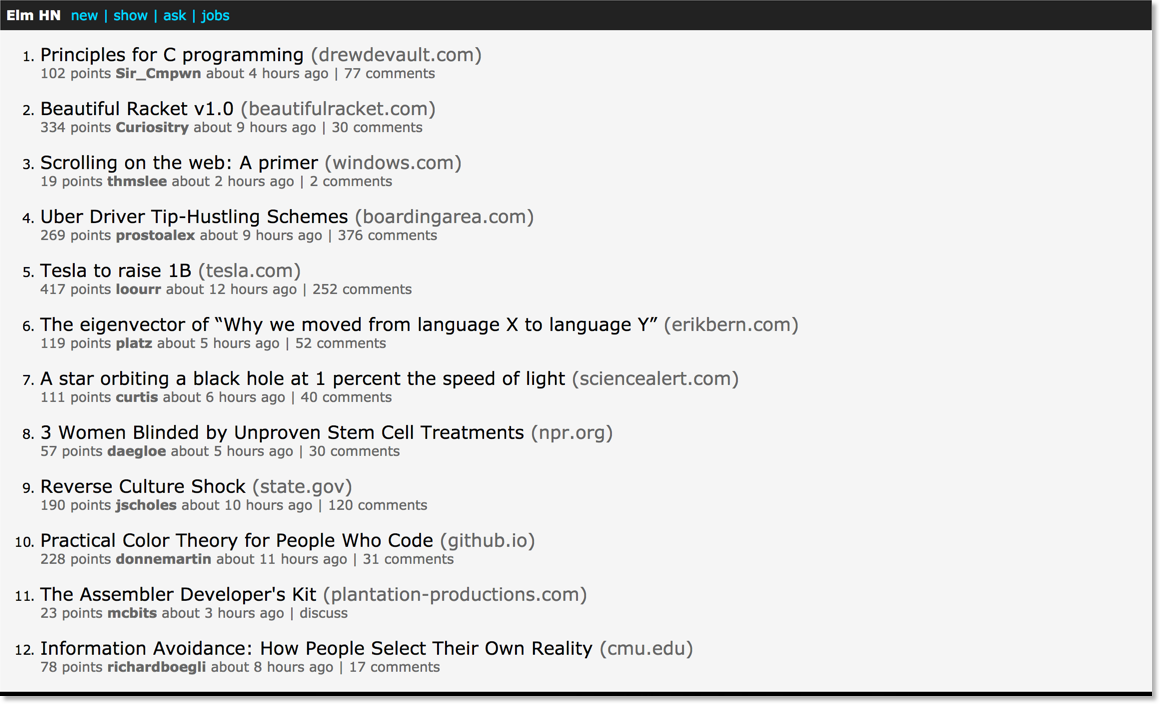 Elm HN new | show | ask | jobs
1. Principles for C programming (drewdevault.com)
102 points Sir_Cmpwn about 4 hours ago | 77 comments
2. Beautiful Racket v1.0 (beautifulracket.com)
334 points Curiositry about 9 hours ago | 30 comments
3. Scrolling on the web: A primer (windows.com)
19 points thmslee about 2 hours ago | 2 comments
4. Uber Driver Tip-Hustling Schemes (boardingarea.com)
269 points prostoalex about 9 hours ago | 376 comments
5. Tesla to raise 1B (tesla.com)
417 points loourr about 12 hours ago | 252 comments
6. The eigenvector of “Why we moved from language X to language Y” (erikbern.com)
119 points platz about 5 hours ago | 52 comments
7. A star orbiting a black hole at 1 percent the speed of light (sciencealert.com)
111 points curtis about 6 hours ago | 40 comments
8. 3 Women Blinded by Unproven Stem Cell Treatments (npr.org)
57 points daegloe about 5 hours ago | 30 comments
9. Reverse Culture Shock (state.gov)
190 points jscholes about 10 hours ago | 120 comments
10. Practical Color Theory for People Who Code (github.io)
228 points donnemartin about 11 hours ago | 31 comments
11. The Assembler Developer's Kit (plantation-productions.com)
23 points mcbits about 3 hours ago | discuss
12. Information Avoidance: How People Select Their Own Reality (cmu.edu)
78 points richardboegli about 8 hours ago | 17 comments